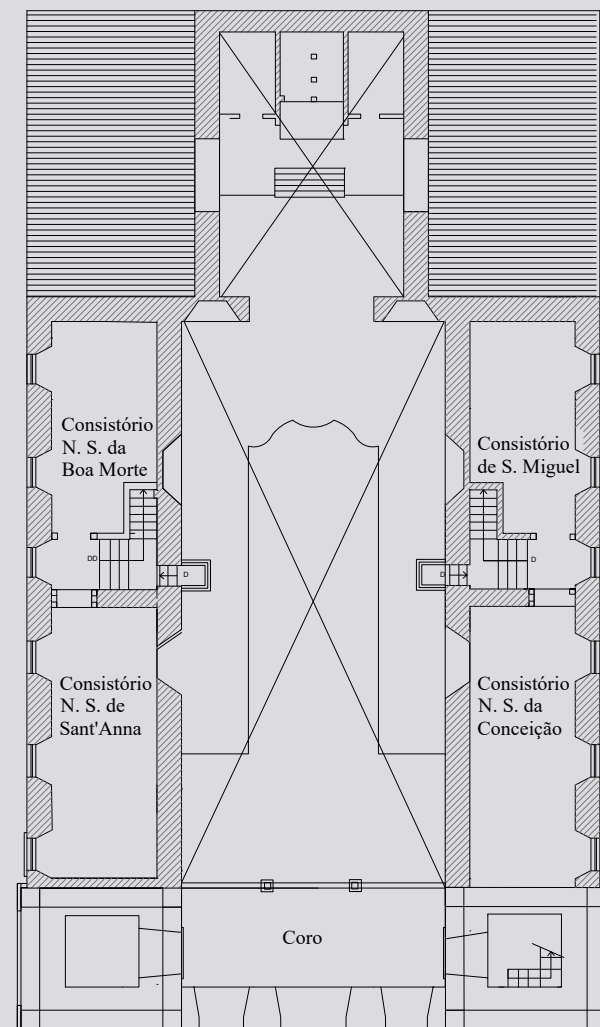 Consistório
N. S. da
Boa Morte
Consistório
de S. Miguel
DD
D
D
D
Consistório
N. S. de
Sant'Anna
Consistório
N. S. da
Conceição
Coro